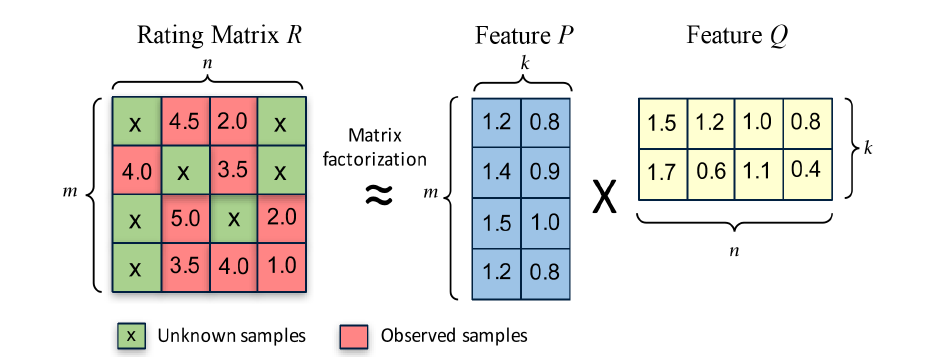 Rating Matrix R
Feature P
Feature Q
n
k
m
x 4.5 2.0 x
4.0 x 3.5 x
x 5.0 x 2.0
x 3.5 4.0 1.0
Matrix
factorization
≈
m
1.2 0.8
1.4 0.9
1.5 1.0
1.2 0.8
X
1.5 1.2 1.0 0.8
1.7 0.6 1.1 0.4
k
n
x Unknown samples
Observed samples